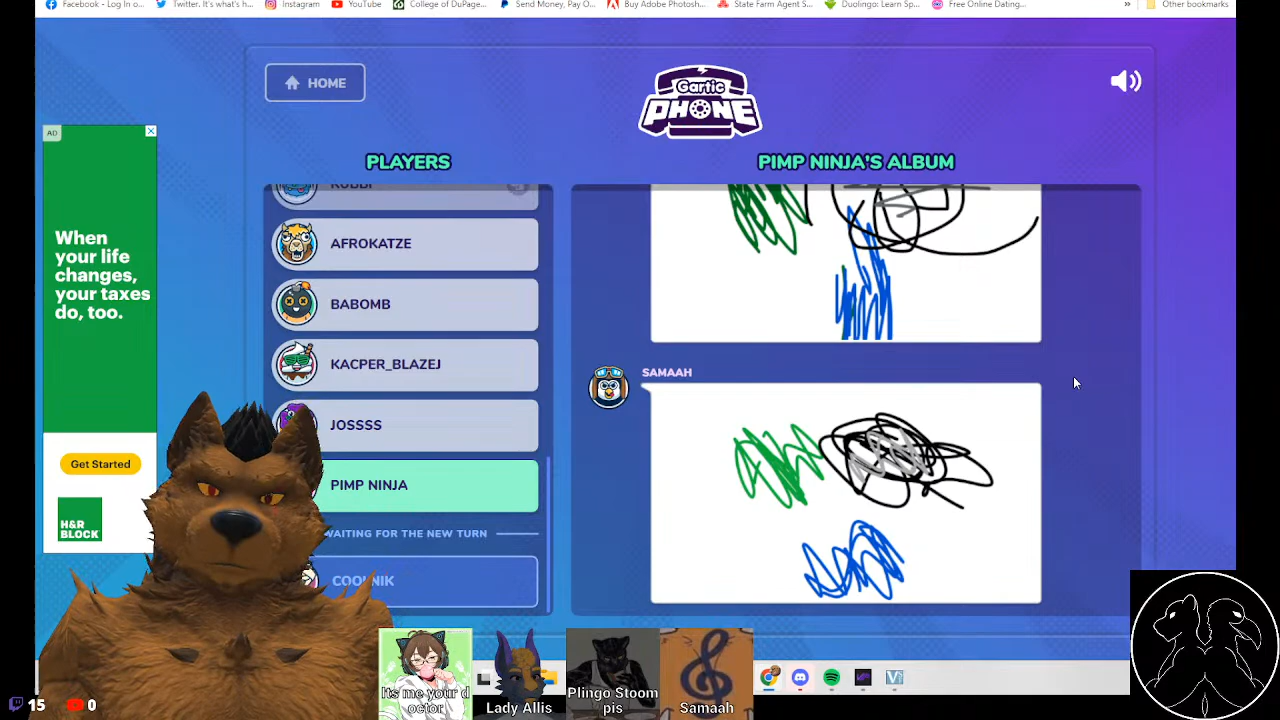 Facebook - Log In o...
Twitter. It's what's h...
Instagram
YouTube
College of DuPage...
Send Money, Pay O...
Buy Adobe Photosh...
State Farm Agent S...
Duolingo: Learn Sp...
Free Online Dating...
»
Other bookmarks
HOME
Gartic
PHONE
AD
When
your life
changes,
your taxes
do, too.
Get Started
H&R
BLOCK
PLAYERS
AFROKATZE
BABOMB
KACPER_BLAZEJ
JOSSSS
PIMP NINJA
WAITING FOR THE NEW TURN
COOLNIK
PIMP NINJA'S ALBUM
SAMAAH
Its me your d
octor
Lady Allis
Plingo Stoom
pis
Samaah
15
0